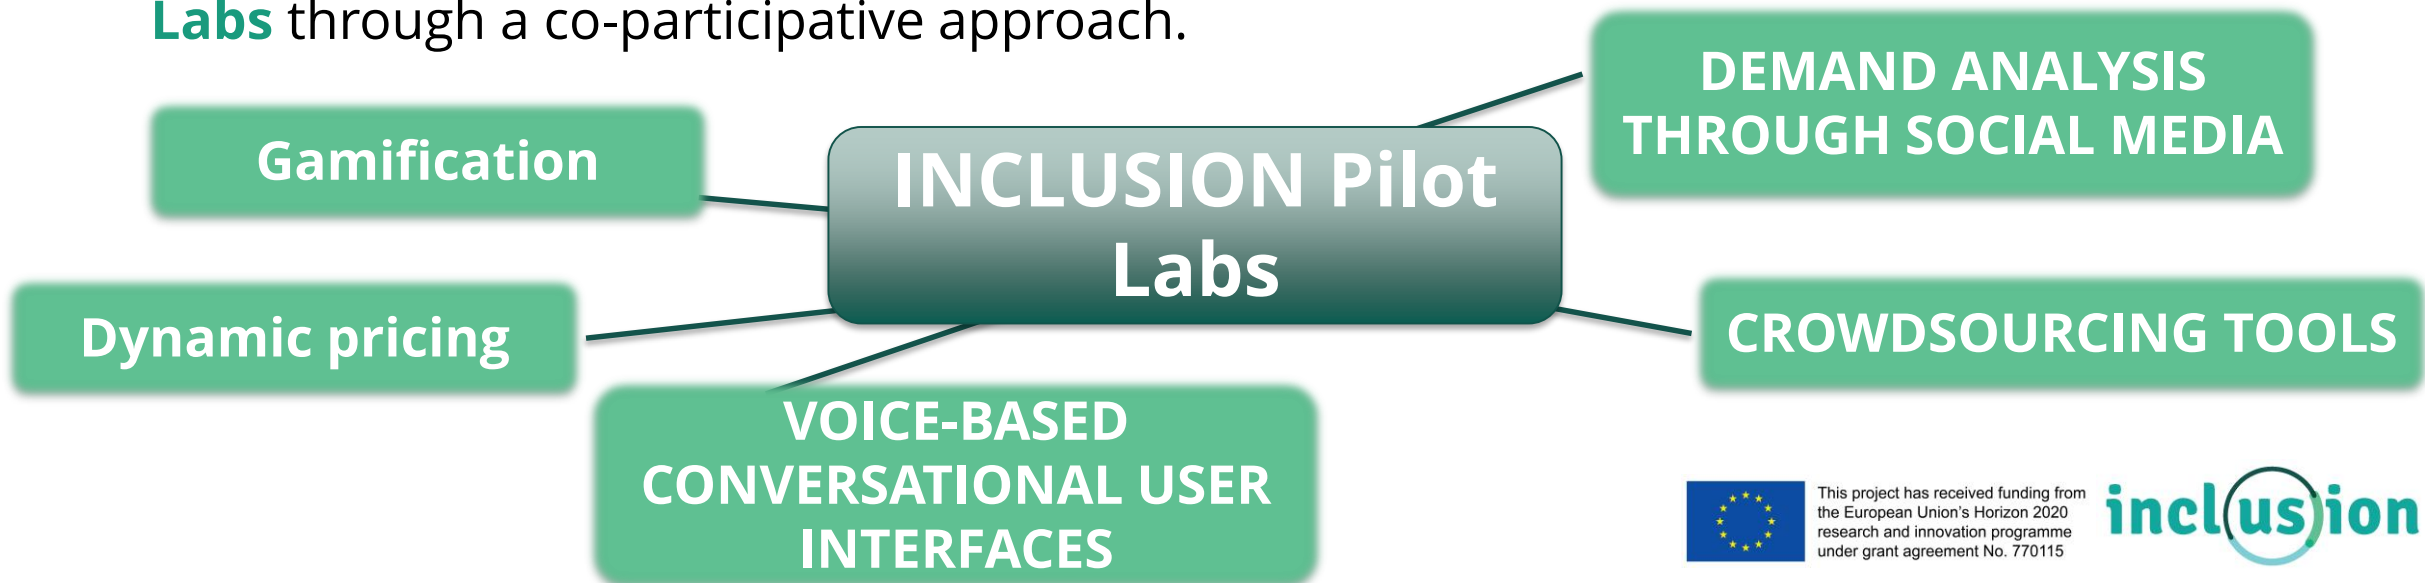 Labs through a co-participative approach.
DEMAND ANALYSIS
THROUGH SOCIAL MEDIA
Gamification
INCLUSION Pilot
Labs
Dynamic pricing
CROWDSOURCING TOOLS
VOICE-BASED
CONVERSATIONAL USER
INTERFACES
This project has received funding from
the European Union's Horizon 2020
research and innovation programme
under grant agreement No. 770115
inclusion